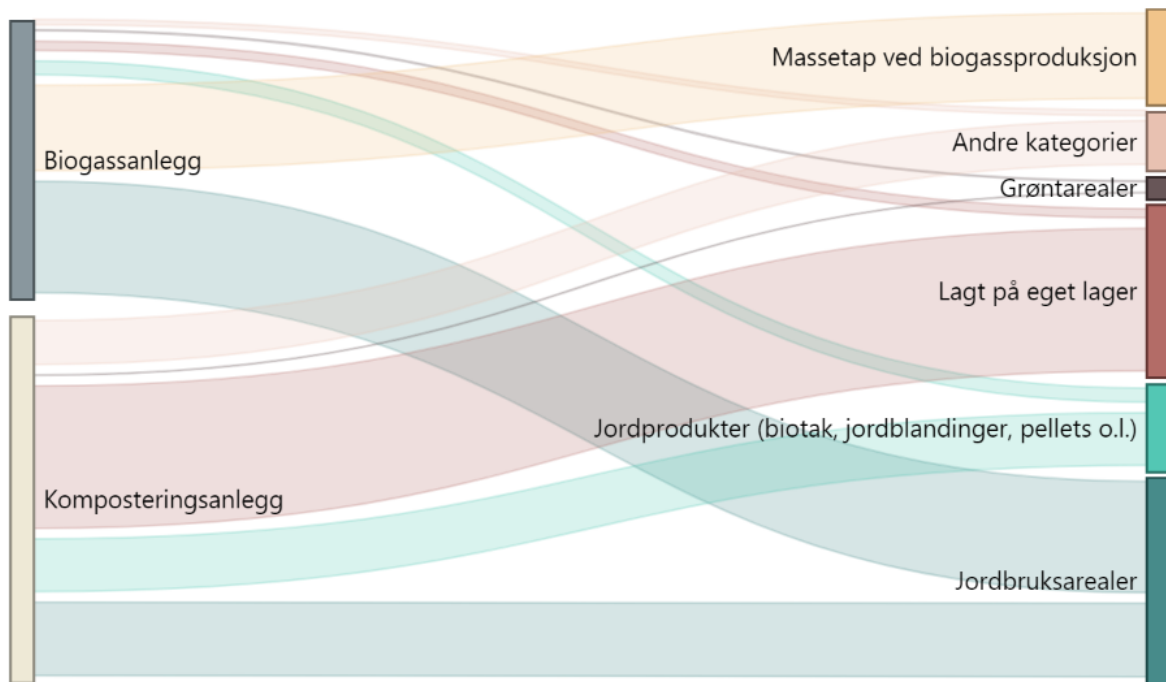 Massetap ved biogassproduksjon
Andre kategorier
Biogassanlegg
Grøntarealer
Lagt på eget lager
Jordprodukter (biotak, jordblandinger, pellets o.l.)
Komposteringsanlegg
Jordbruksarealer